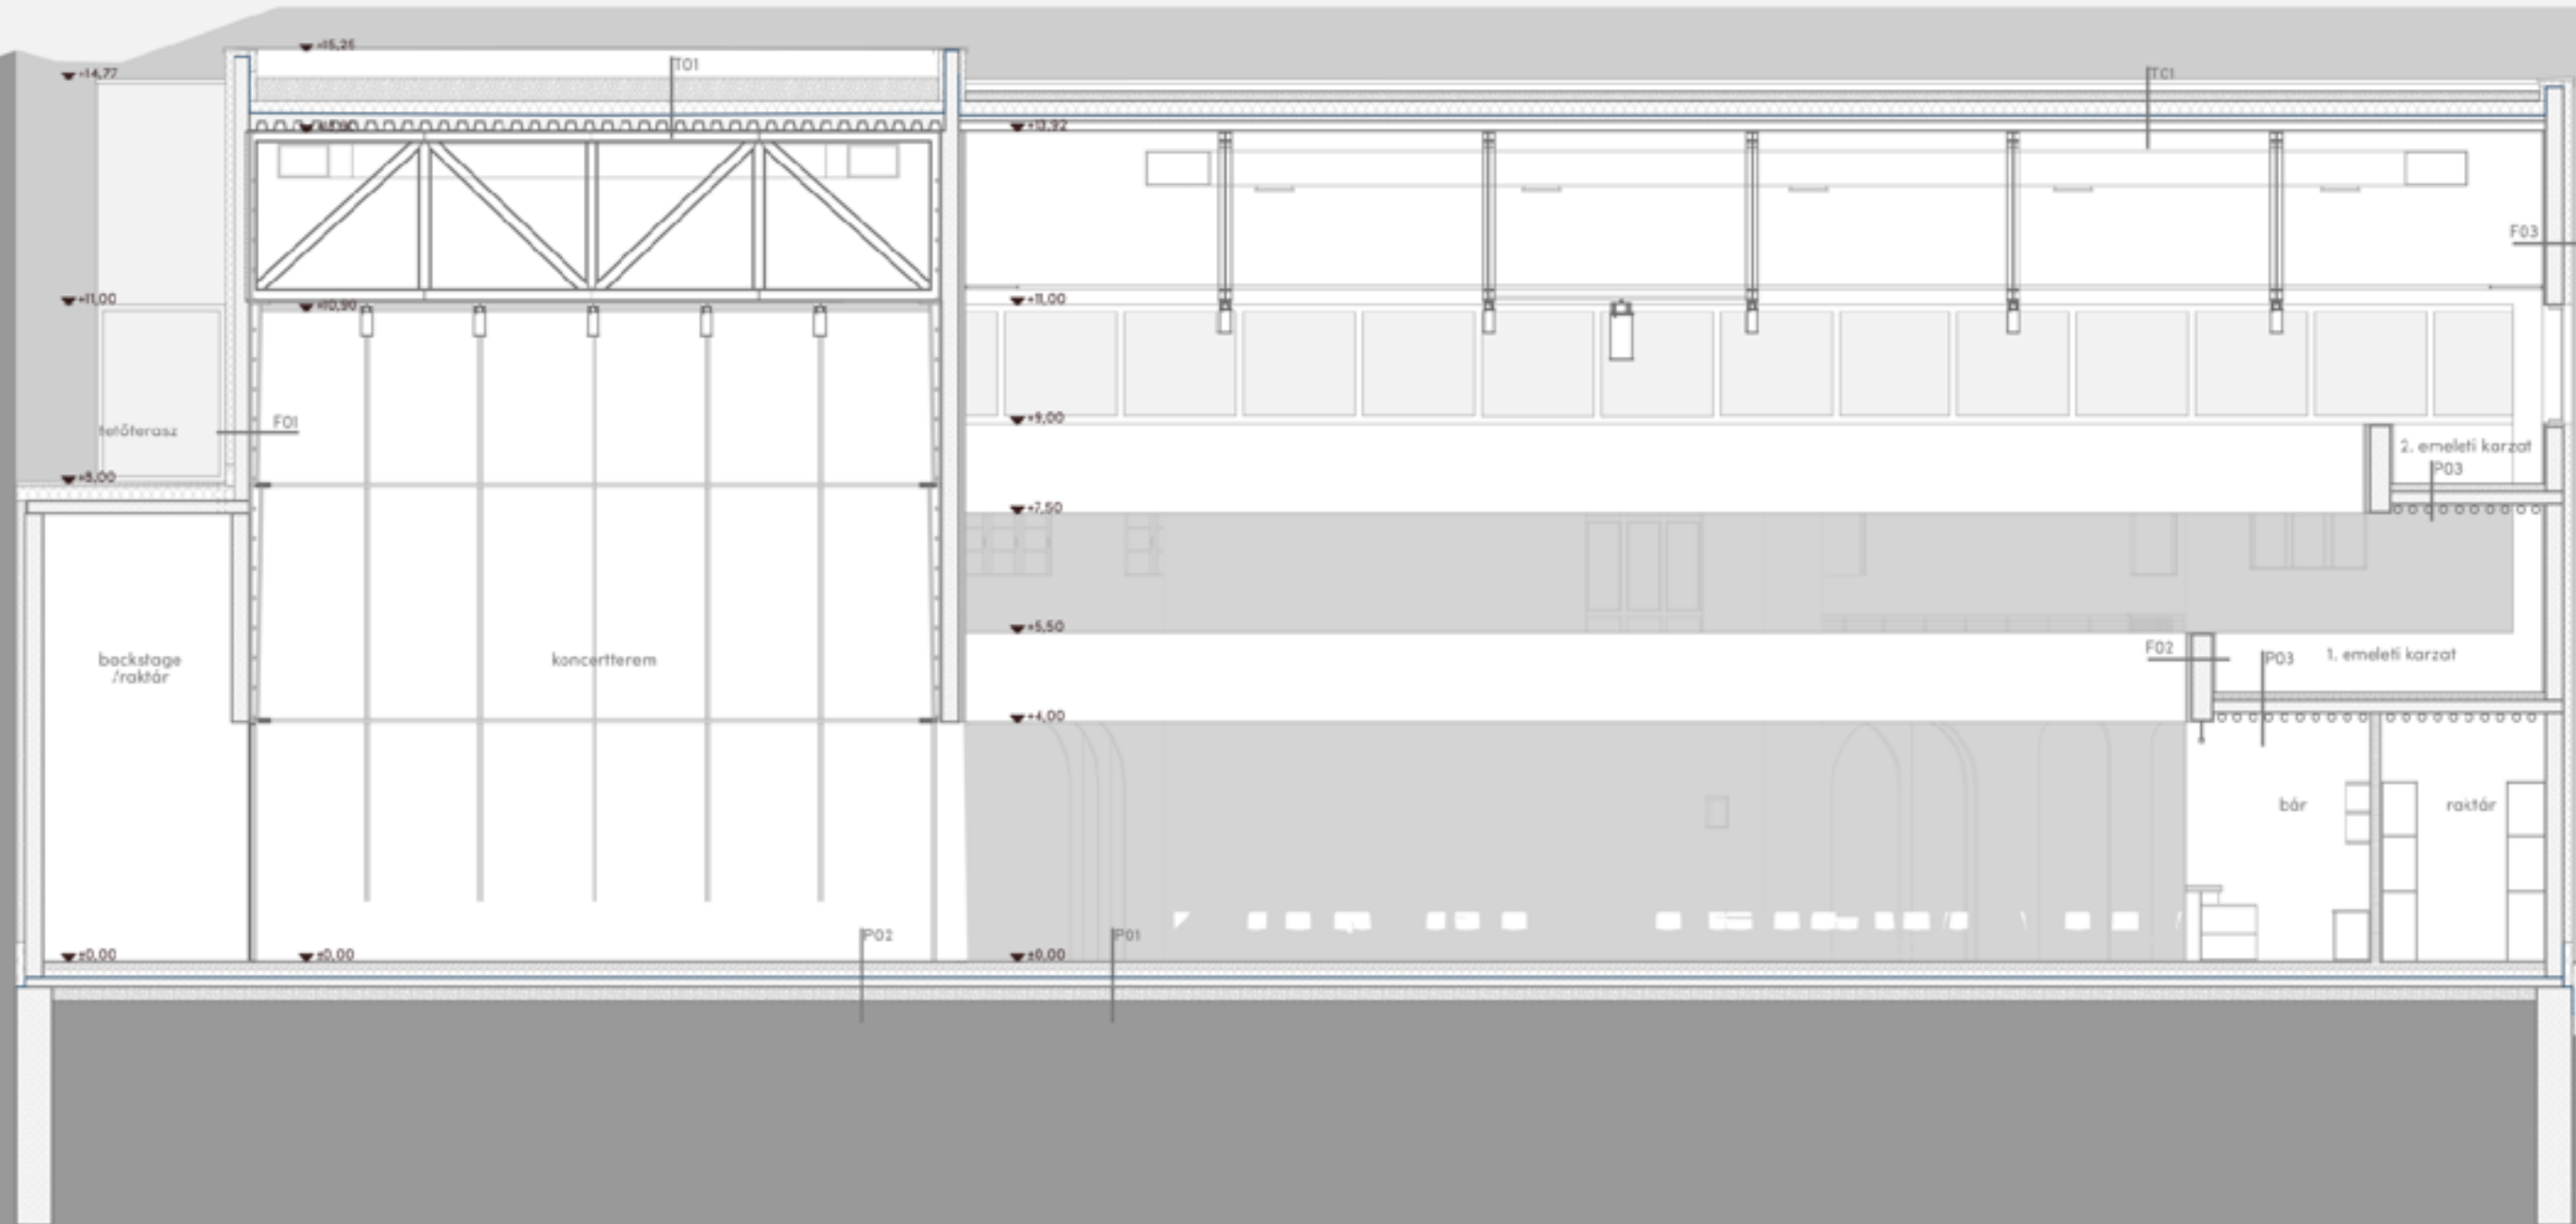 +15,25
T01
T01
+14,77
+13,92
F03
+11,00
+10,90
+11,00
+9,00
F01
tetőterasz
2. emeleti karzat
P03
+8,00
+7,50
+5,50
F02
P03
1. emeleti karzat
backstage
/raktár
koncertterem
+4,00
bár
raktár
P02
P01
±0,00
±0,00
±0,00